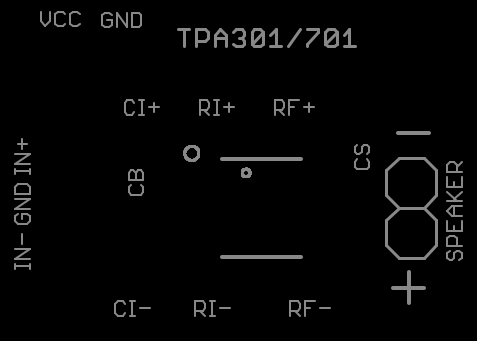 VCC GND
TPA301/701
CI+ RI+ RF+
IN- GND IN+
CB
CS
SPEAKER
CI- RI- RF-